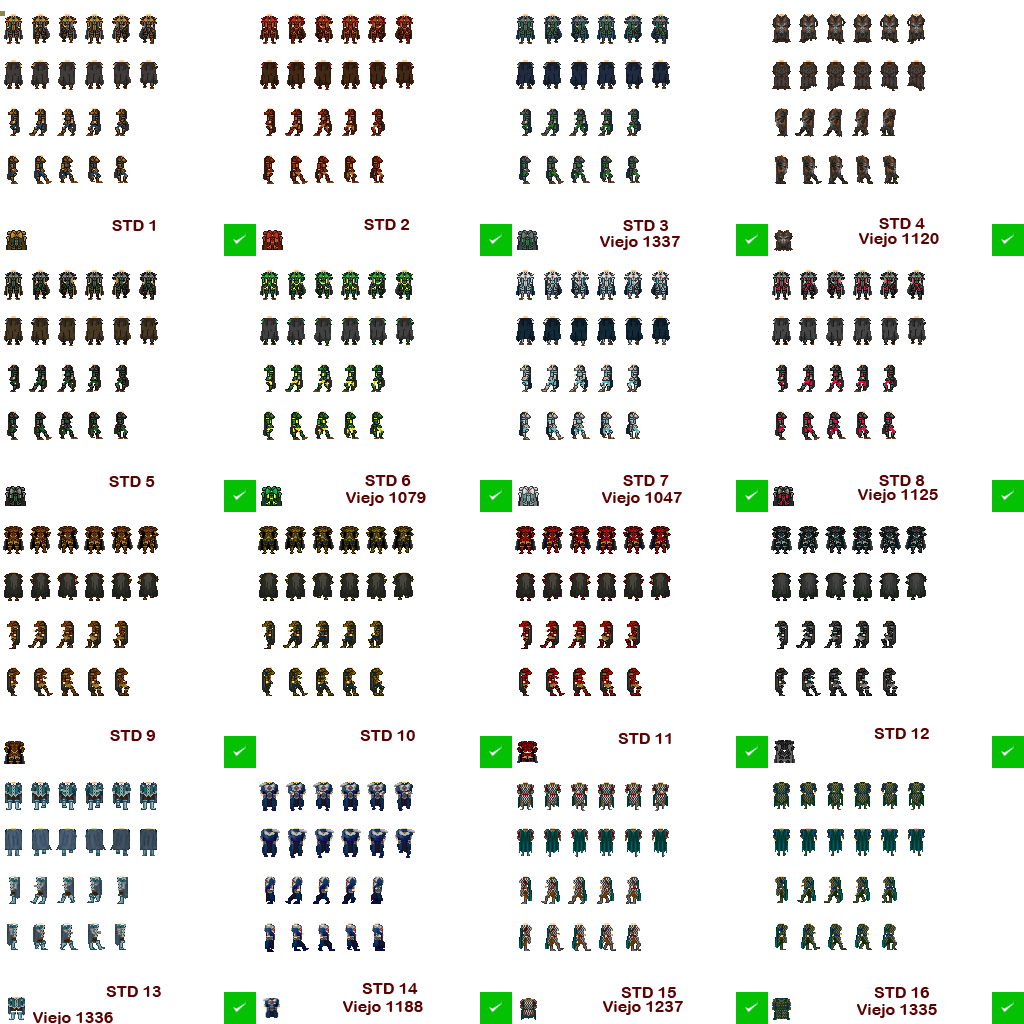 STD 1
STD 2
STD 3
Viejo 1337
STD 4
Viejo 1120
STD 5
STD 6
Viejo 1079
STD 7
Viejo 1047
STD 8
Viejo 1125
STD 9
STD 10
STD 11
STD 12
STD 13
Viejo 1336
STD 14
Viejo 1188
STD 15
Viejo 1237
STD 16
Viejo 1335